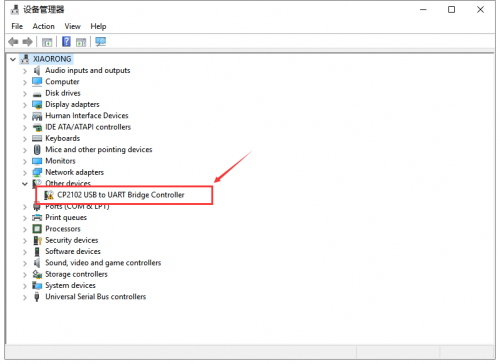 设备管理器
File Action View Help
XIAORONG
Audio inputs and outputs
Computer
Disk drives
Display adapters
Human Interface Devices
IDE ATA/ATAPI controllers
Keyboards
Mice and other pointing devices
Monitors
Network adapters
Other devices
CP2102 USB to UART Bridge Controller
Ports (COM & LPT)
Print queues
Processors
Security devices
Software devices
Sound, video and game controllers
Storage controllers
System devices
Universal Serial Bus controllers